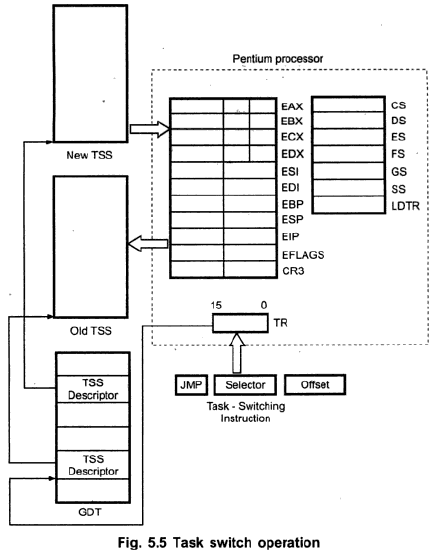 Pentium processor
New TSS
EAX
EBX
ECX
EDX
ESI
EDI
EBP
ESP
EIP
EFLAGS
CR3
CS
DS
ES
FS
GS
SS
LDTR
Old TSS
15 0
TR
JMP Selector Offset
Task - Switching
Instruction
TSS
Descriptor
TSS
Descriptor
GDT
Fig. 5.5 Task switch operation